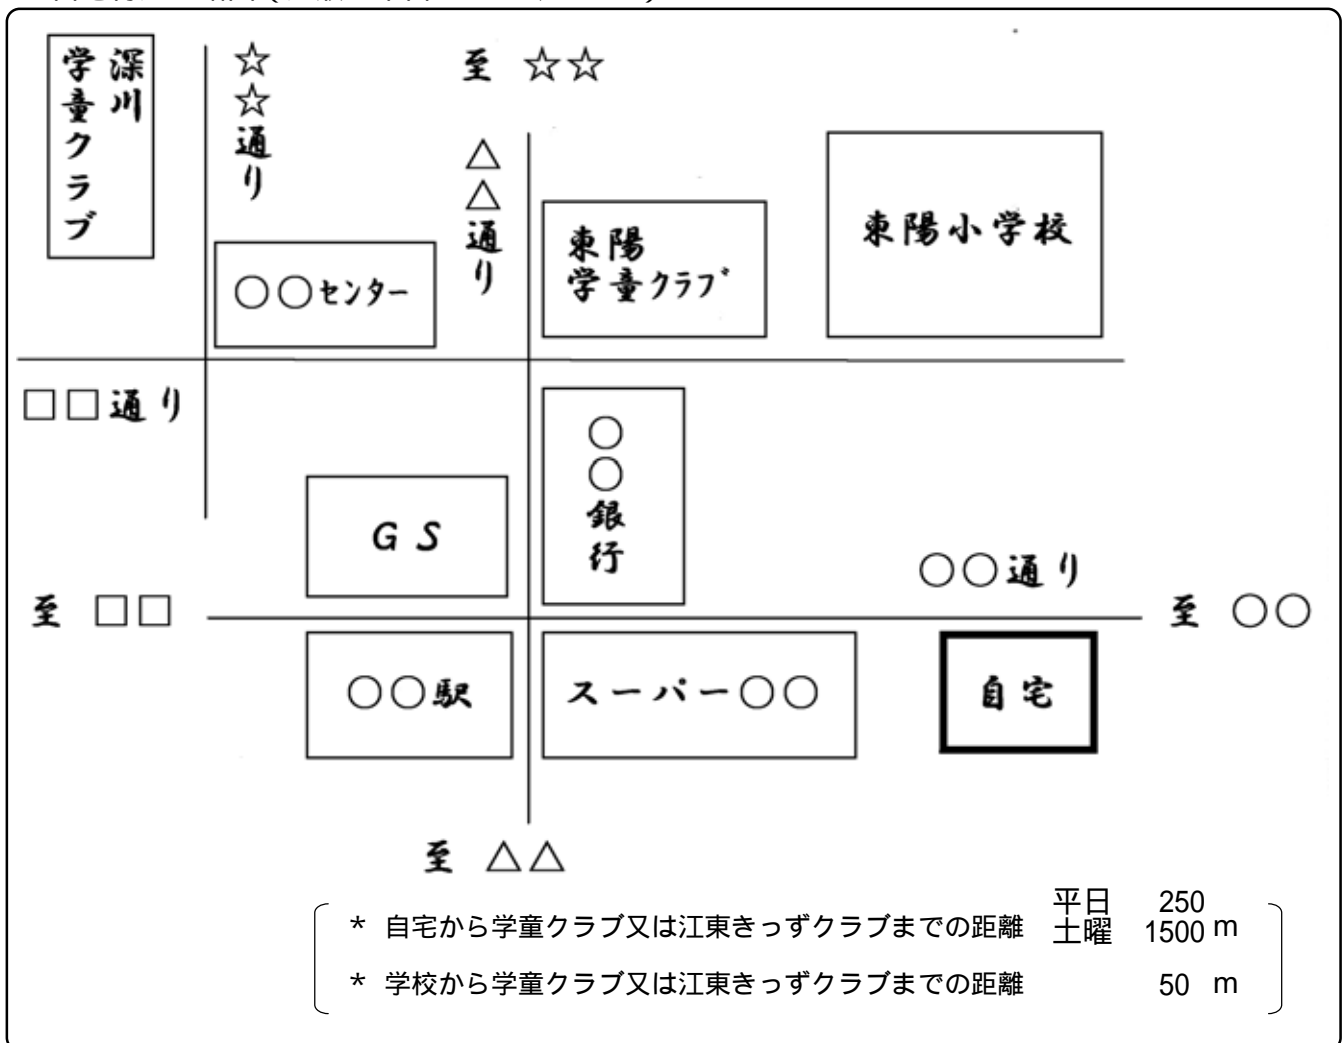 深川
学童クラブ
☆☆通り
至 ☆☆
△△通り
東陽
学童クラブ
東陽小学校
○○センター
□□通り
○○銀行
GS
○○通り
至 □□
至 ○○
○○駅
スーパー○○
自宅
至 △△
* 自宅から学童クラブ又は江東きっずクラブまでの距離 平日 250
土曜 1500 m
* 学校から学童クラブ又は江東きっずクラブまでの距離 50 m